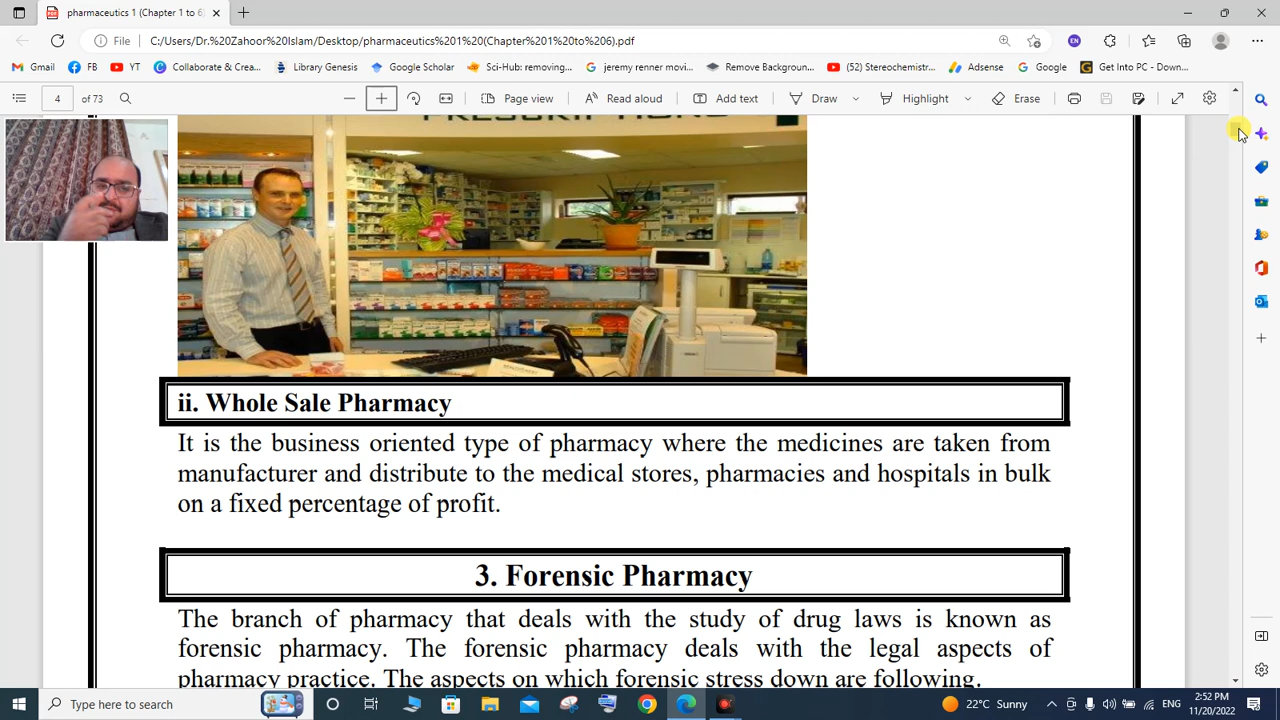 pharmaceutics 1 (Chapter 1 to 6)
File
C:/Users/Dr.%20Zahoor%20Islam/Desktop/pharmaceutics%201%20(Chapter%201%20to%206).pdf
EN
Gmail
FB
YT
Collaborate & Crea...
Library Genesis
Google Scholar
Sci-Hub: removing...
jeremy renner movi...
Remove Backgroun...
(52) Stereochemistr...
Adsense
Google
Get Into PC - Down...
4 of 73
Page view
Read aloud
Add text
Draw
Highlight
Erase
PRESCRIPTIONS
ii. Whole Sale Pharmacy
It is the business oriented type of pharmacy where the medicines are taken from
manufacturer and distribute to the medical stores, pharmacies and hospitals in bulk
on a fixed percentage of profit.
3. Forensic Pharmacy
The branch of pharmacy that deals with the study of drug laws is known as
forensic pharmacy. The forensic pharmacy deals with the legal aspects of
pharmacy practice. The aspects on which forensic stress down are following.
Type here to search
22°C Sunny
ENG
2:52 PM
11/20/2022